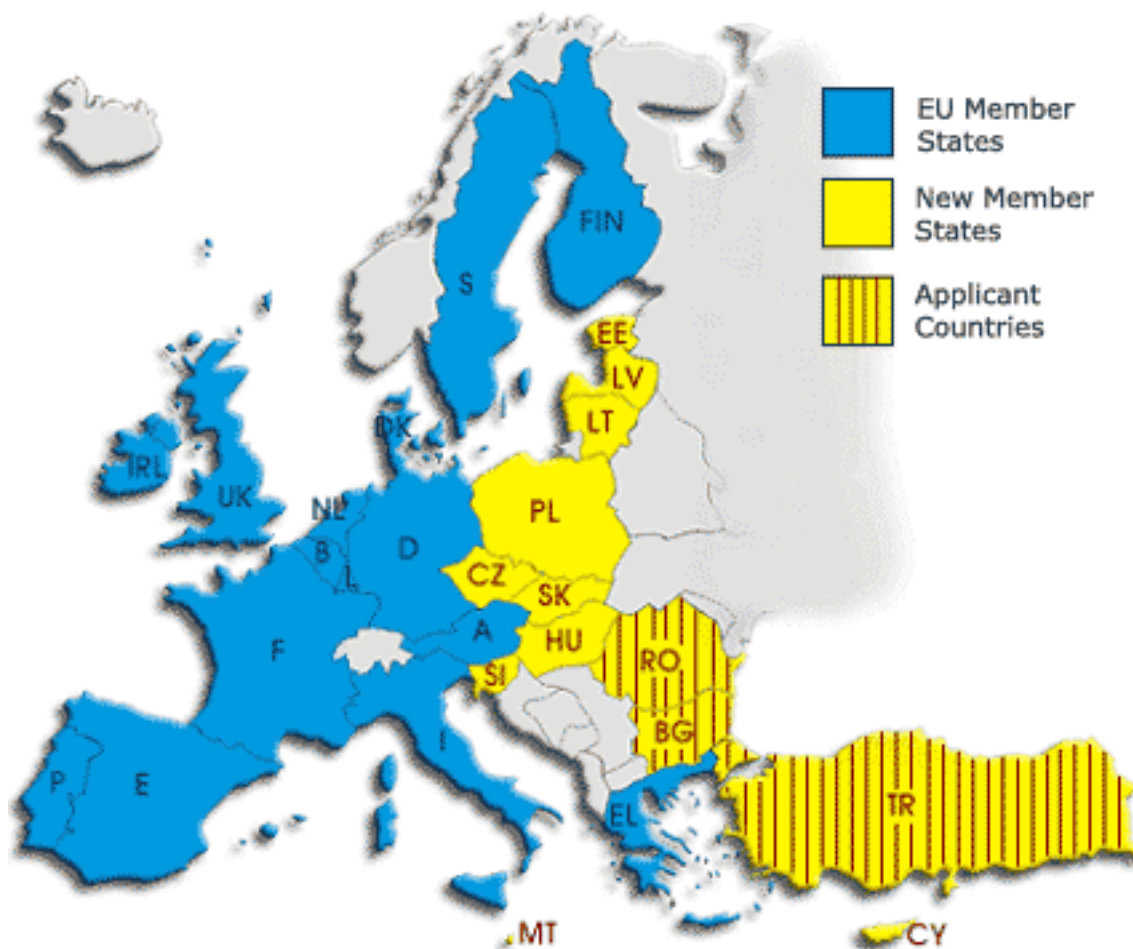 EU Member
States
New Member
States
Applicant
Countries
FIN
S
EE
LV
LT
DK
IRL
UK
NL
PL
B
D
L
CZ
SK
A
HU
F
SI
RO
BG
I
P
E
EL
TR
MT
CY